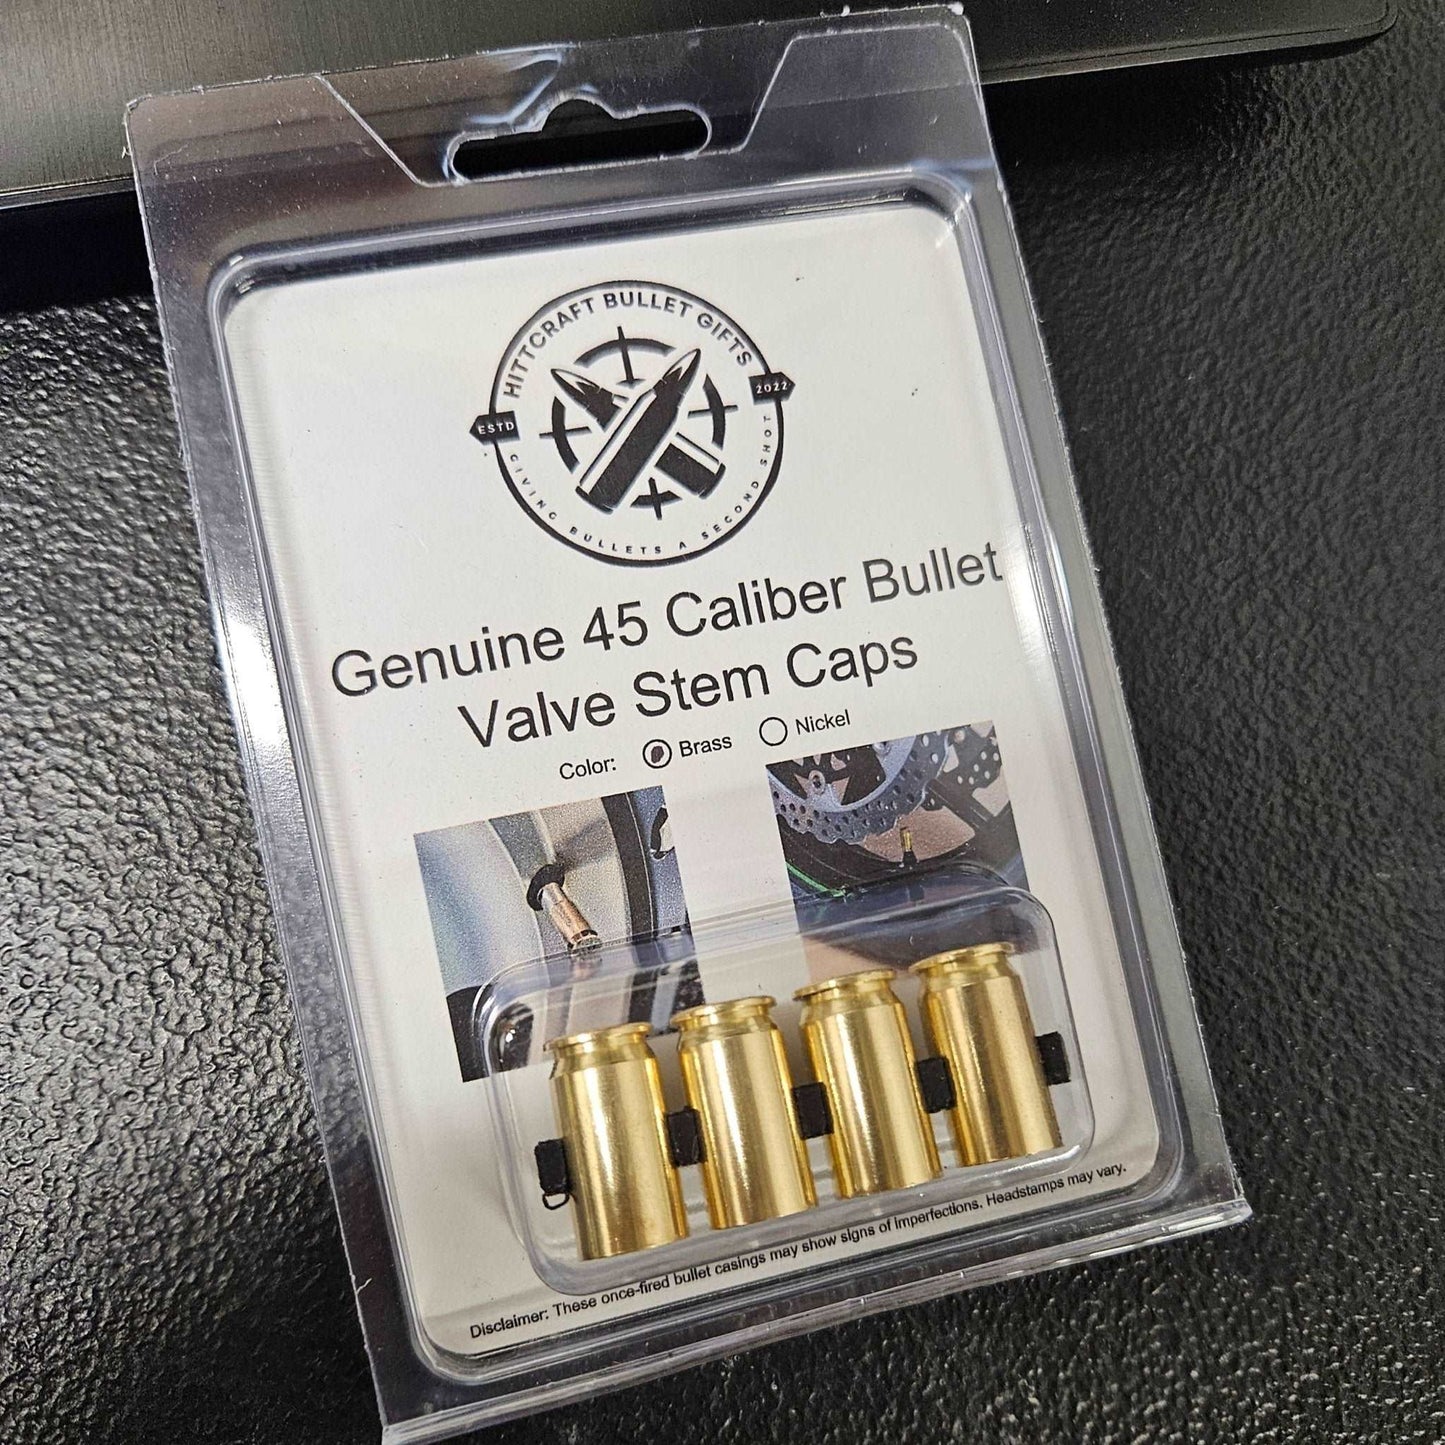 HITTCRAFT BULLET GIFTS
ESTD
2022
GIVING BULLETS A SECOND SHOT
Genuine 45 Caliber Bullet
Valve Stem Caps
Color: Brass Nickel
Disclaimer: These once-fired bullet casings may show signs of imperfections. Headstamps may vary.